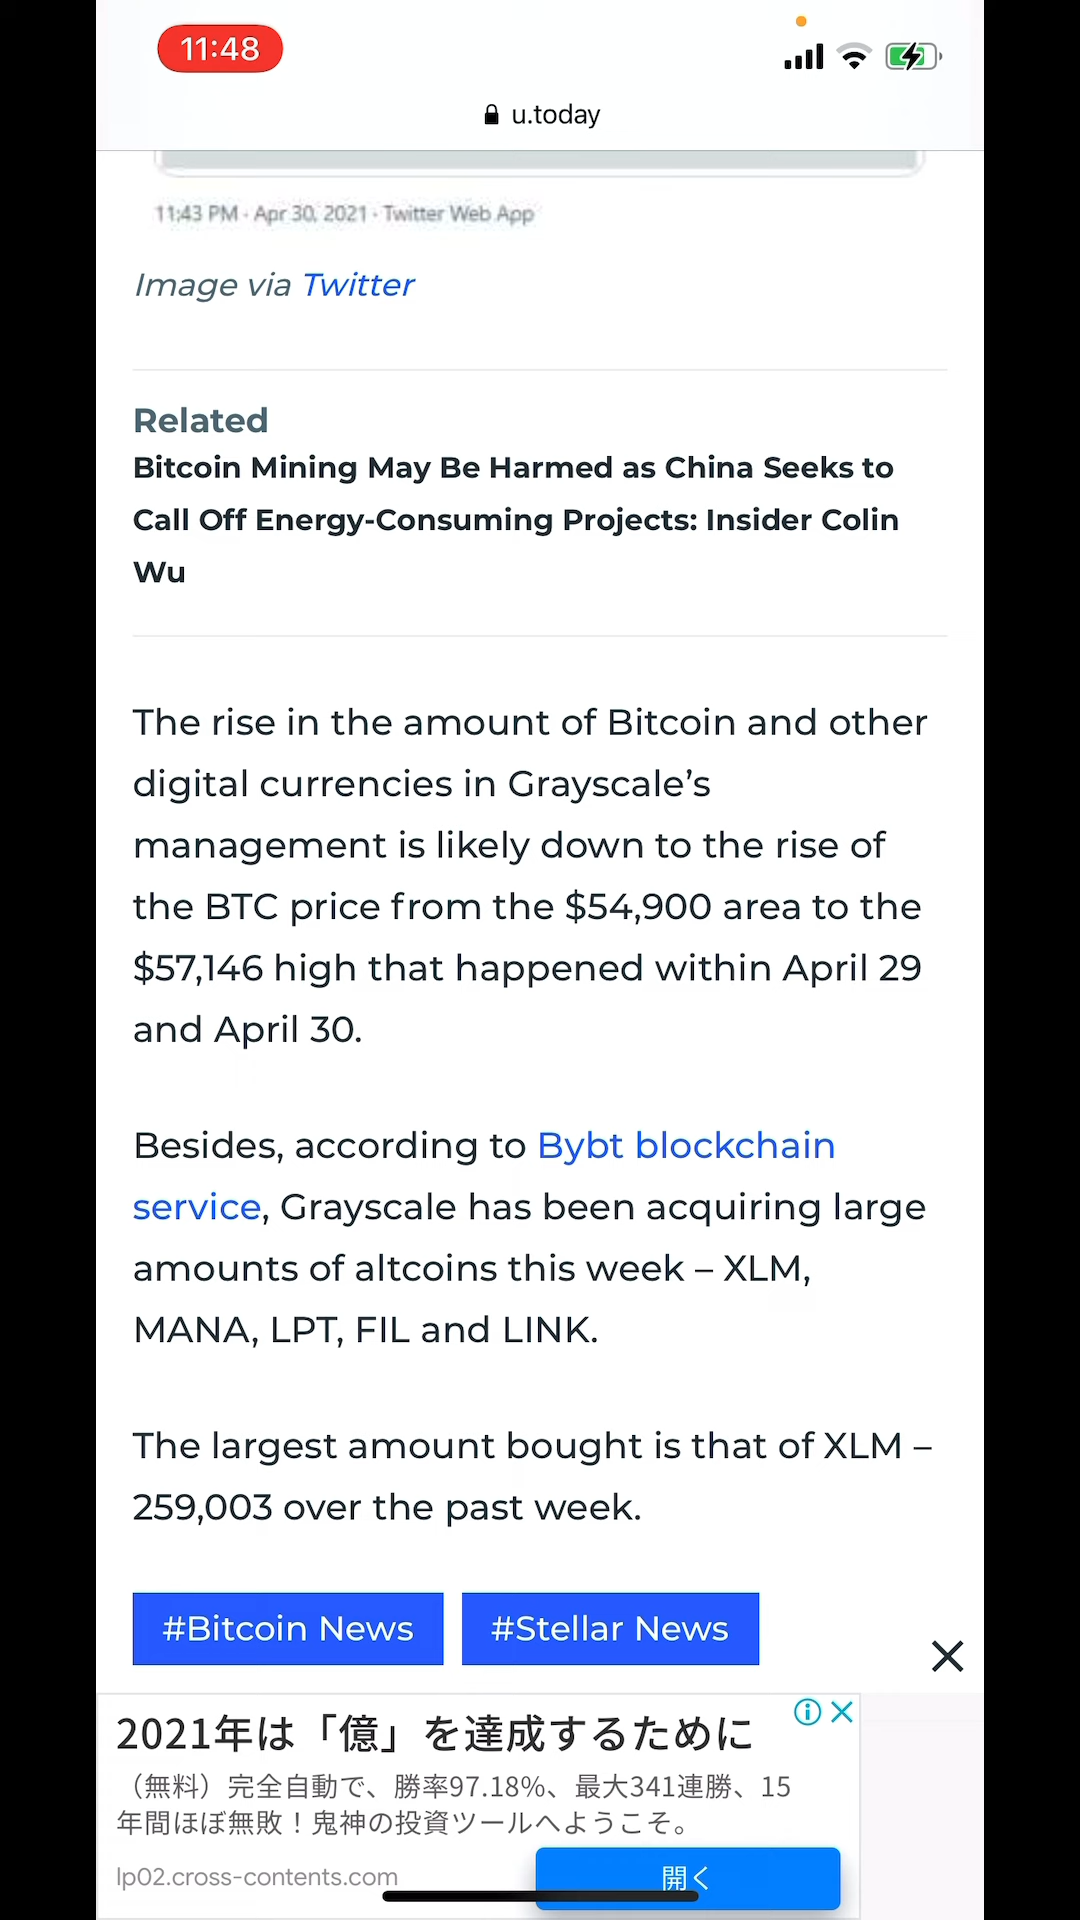 11:48
u.today
11:43 PM · Apr 30, 2021 · Twitter Web App
Image via Twitter
Related
Bitcoin Mining May Be Harmed as China Seeks to
Call Off Energy-Consuming Projects: Insider Colin
Wu
The rise in the amount of Bitcoin and other
digital currencies in Grayscale’s
management is likely down to the rise of
the BTC price from the $54,900 area to the
$57,146 high that happened within April 29
and April 30.
Besides, according to Bybt blockchain
service, Grayscale has been acquiring large
amounts of altcoins this week – XLM,
MANA, LPT, FIL and LINK.
The largest amount bought is that of XLM –
259,003 over the past week.
#Bitcoin News #Stellar News
2021年は「億」を達成するために
（無料）完全自動で、勝率97.18%、最大341連勝、15
年間ほぼ無敗！鬼神の投資ツールへようこそ。
lp02.cross-contents.com
開く